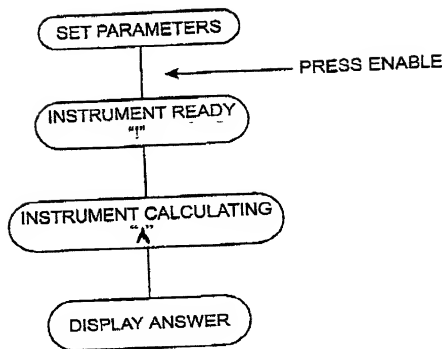 SET PARAMETERS
PRESS ENABLE
INSTRUMENT READY
"!"
INSTRUMENT CALCULATING
"A"
DISPLAY ANSWER